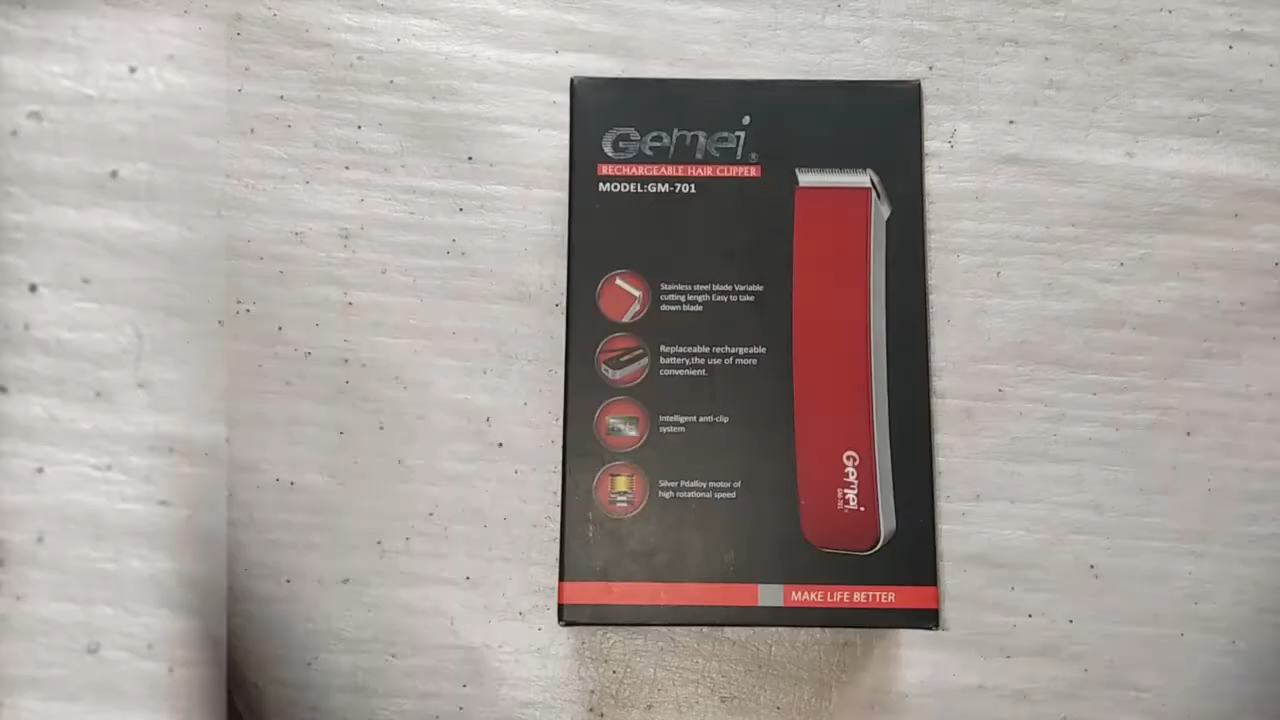 Gemei®
RECHARGEABLE HAIR CLIPPER
MODEL:GM-701
Stainless steel blade Variable
cutting length Easy to take
down blade
Replaceable rechargeable
battery,the use of more
convenient.
Intelligent anti-clip
system
Silver Pdalloy motor of
high rotational speed
Gemei
GM-701
MAKE LIFE BETTER